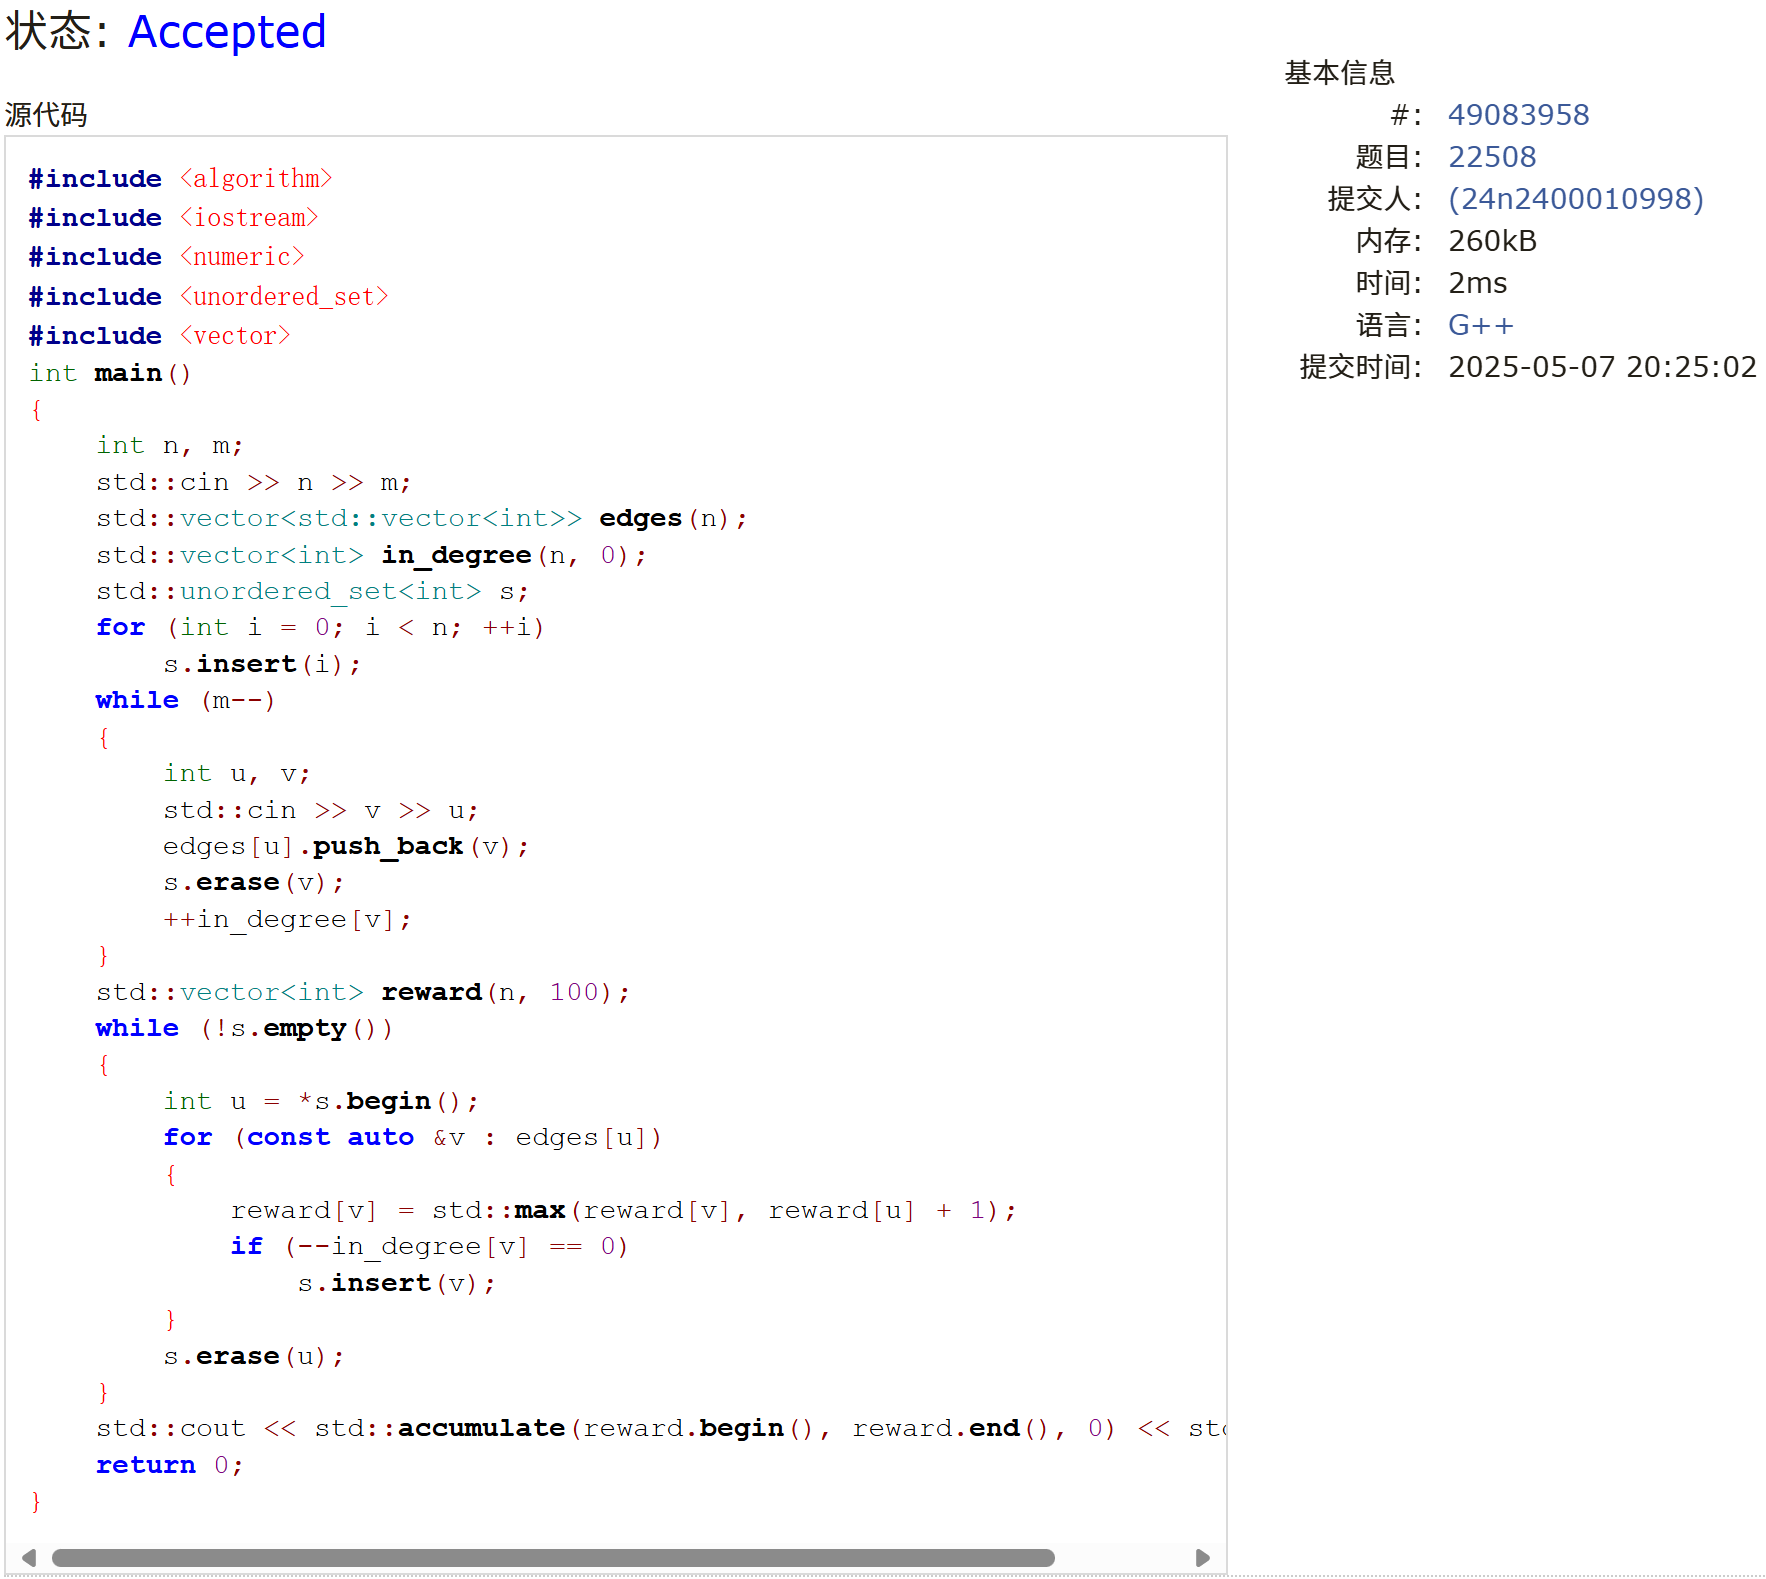 状态: Accepted
源代码
#include <algorithm>
#include <iostream>
#include <numeric>
#include <unordered_set>
#include <vector>
int main()
{
    int n, m;
    std::cin >> n >> m;
    std::vector<std::vector<int>> edges(n);
    std::vector<int> in_degree(n, 0);
    std::unordered_set<int> s;
    for (int i = 0; i < n; ++i)
        s.insert(i);
    while (m--)
    {
        int u, v;
        std::cin >> v >> u;
        edges[u].push_back(v);
        s.erase(v);
        ++in_degree[v];
    }
    std::vector<int> reward(n, 100);
    while (!s.empty())
    {
        int u = *s.begin();
        for (const auto &v : edges[u])
        {
            reward[v] = std::max(reward[v], reward[u] + 1);
            if (--in_degree[v] == 0)
                s.insert(v);
        }
        s.erase(u);
    }
    std::cout << std::accumulate(reward.begin(), reward.end(), 0) <<
    return 0;
}
基本信息
#: 49083958
题目: 22508
提交人: (24n2400010998)
内存: 260kB
时间: 2ms
语言: G++
提交时间: 2025-05-07 20:25:02